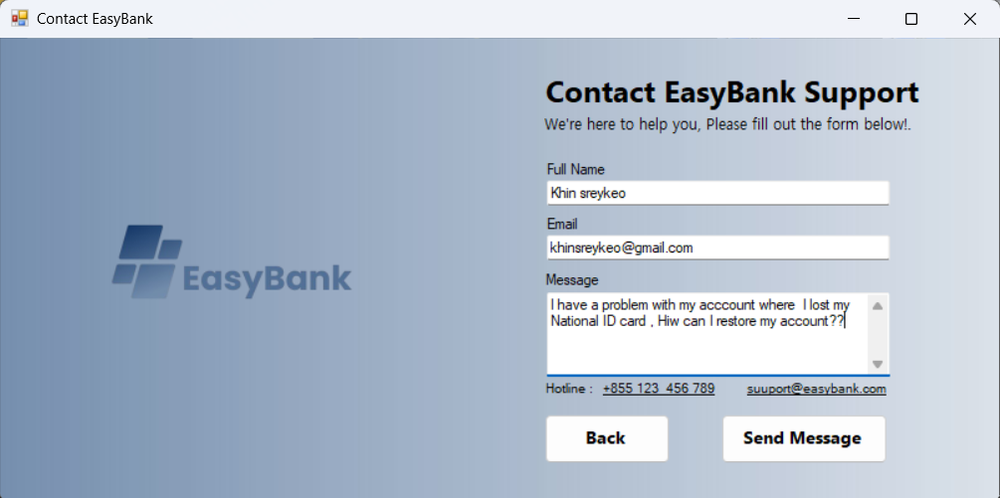 Contact EasyBank
Contact EasyBank Support
We're here to help you, Please fill out the form below!.
Full Name
Khin sreykeo
Email
khinsreykeo@gmail.com
EasyBank
Message
I have a problem with my acccount where  I lost my
National ID card , Hiw can I restore my account??
Hotline :  +855 123  456 789  suuport@easybank.com
Back  Send Message